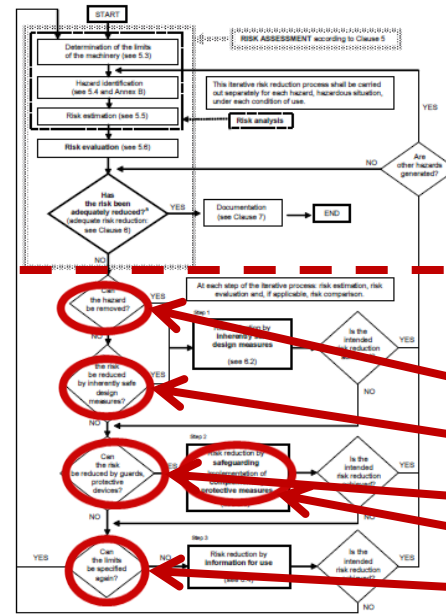 START
RISK ASSESSMENT according to Clause 5
Determination of the limits
of the machinery (see 5.3)
Hazard identification
(see 5.4 and Annex B)
This iterative risk reduction process shall be carried
out separately for each hazard, hazardous situation,
under each condition of use.
YES
Risk estimation (see 5.5)
Risk analysis
Risk evaluation (see 5.6)
NO
Are
other hazards
generated?
Has
the risk been
adequately reduced?
(adequate risk reduction:
see Clause 6)
YES
Documentation
(see Clause 7)
END
NO
Can
the hazard
be removed?
YES
At each step of the iterative process: risk estimation, risk
evaluation and, if applicable, risk comparison.
Step 1
by
inherently
design measures
(see 6.2)
Is the
intended
risk reduction
YES
NO
the risk
be reduced
by inherently safe
design
measures?
YES
NO
NO
Can
the risk
be reduced by guards,
protective
devices?
YES
Step 2
Risk reduction by
safeguarding
implementation of
protective measures
Is the
intended
risk reduction
YES
NO
NO
Can
the limits
be specified
again?
YES
NO
Step 3
Risk reduction by
information for use
Is the
intended
risk reduction
YES
NO